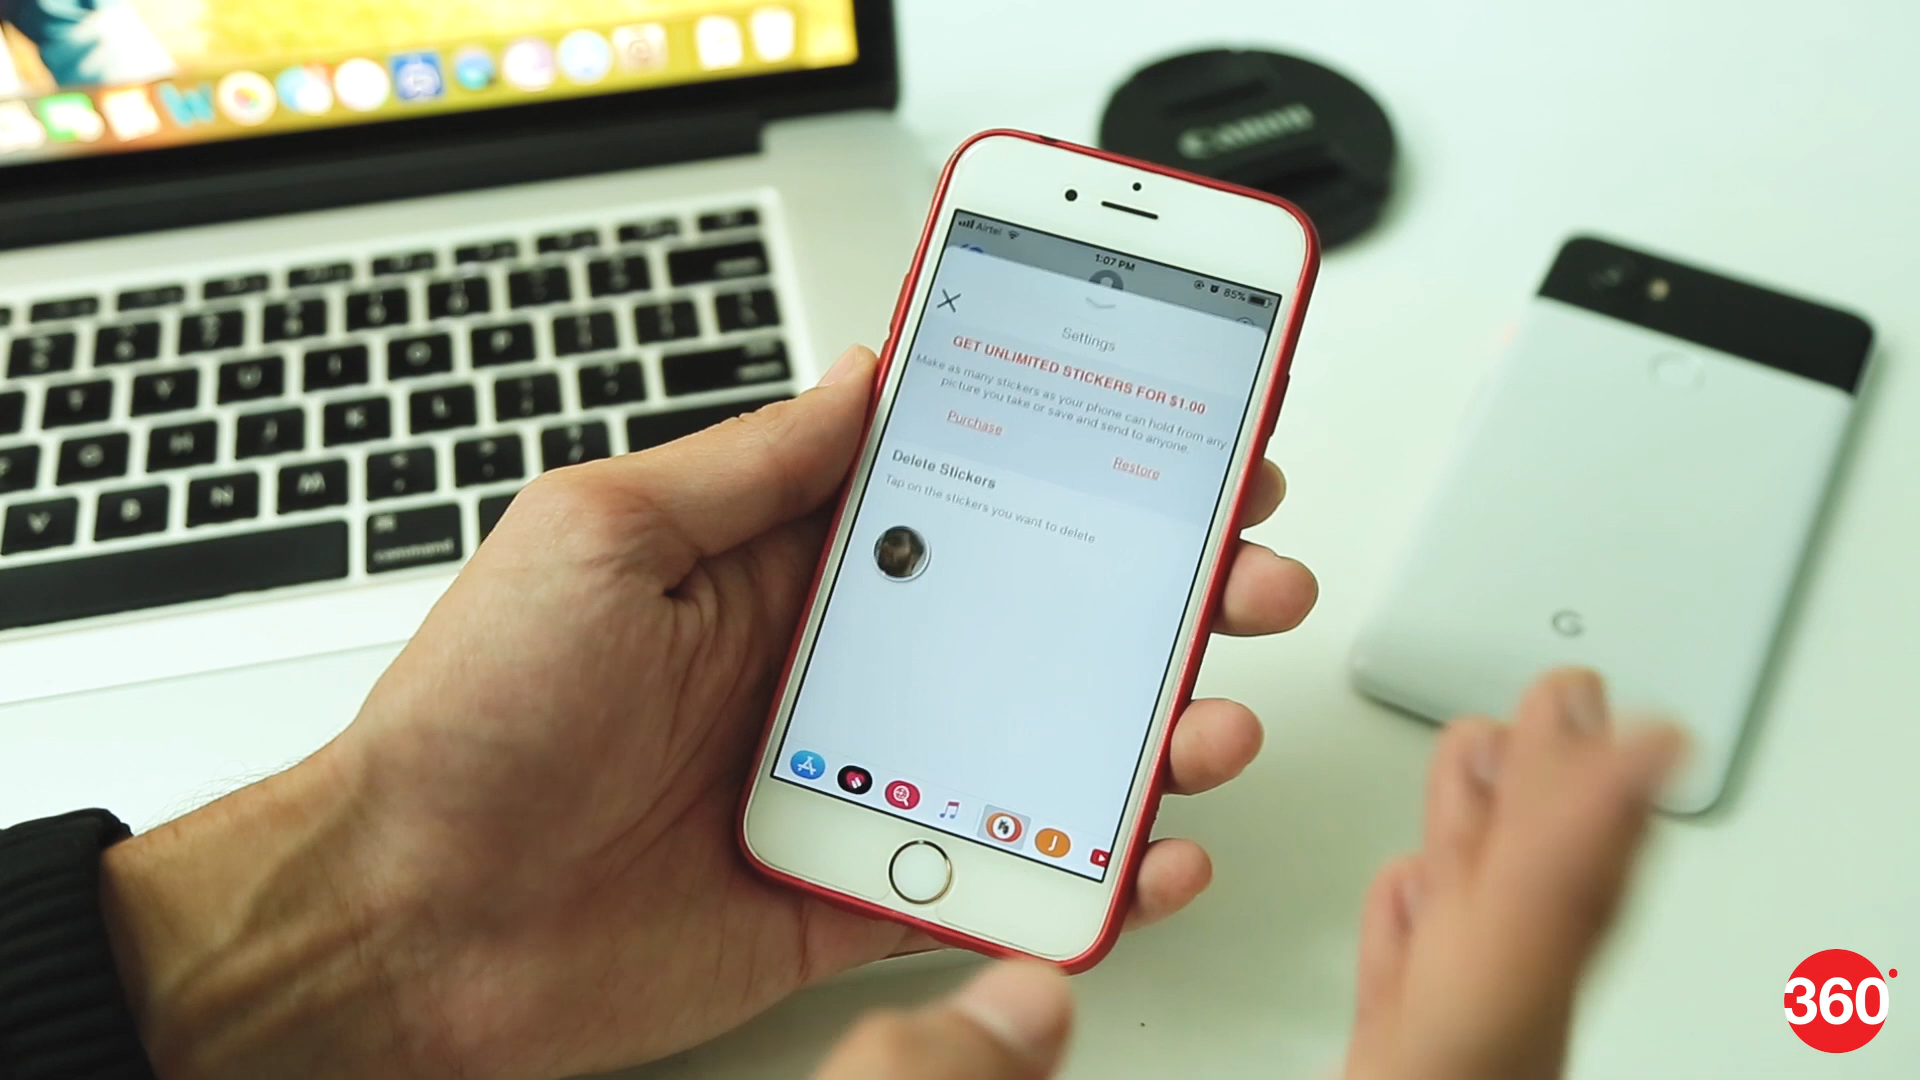 Canon
Airtel
1:07 PM
85%
Settings
GET UNLIMITED STICKERS FOR $1.00
Make as many stickers as your phone can hold from any
picture you take or save and send to anyone.
Purchase
Restore
Delete Stickers
Tap on the stickers you want to delete
J
G
command
Y
U
I
O
P
H
J
K
L
V
B
N
M
360